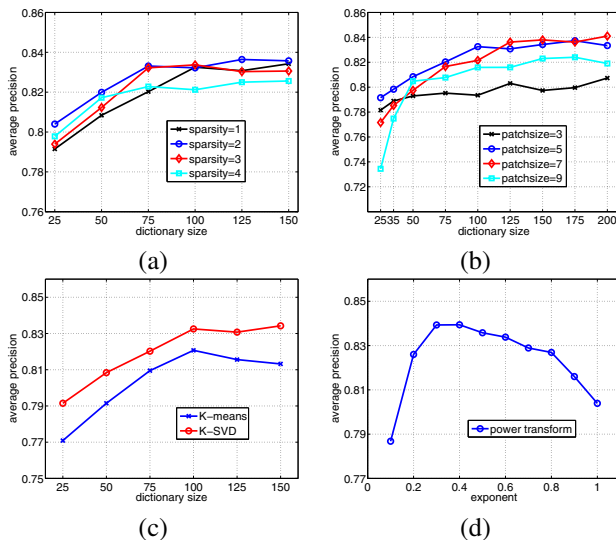 0.86
0.84
0.82
0.8
0.78
0.76
average precision
25 50 75 100 125 150
dictionary size
sparsity=1
sparsity=2
sparsity=3
sparsity=4
(a)
0.86
0.84
0.82
0.8
0.78
0.76
0.74
0.72
average precision
2535 50 75 100 125 150 175 200
dictionary size
patchsize=3
patchsize=5
patchsize=7
patchsize=9
(b)
0.85
0.83
0.81
0.79
0.77
0.75
average precision
25 50 75 100 125 150
dictionary size
K−means
K−SVD
(c)
0.85
0.83
0.81
0.79
0.77
average precision
0 0.2 0.4 0.6 0.8 1
exponent
power transform
(d)